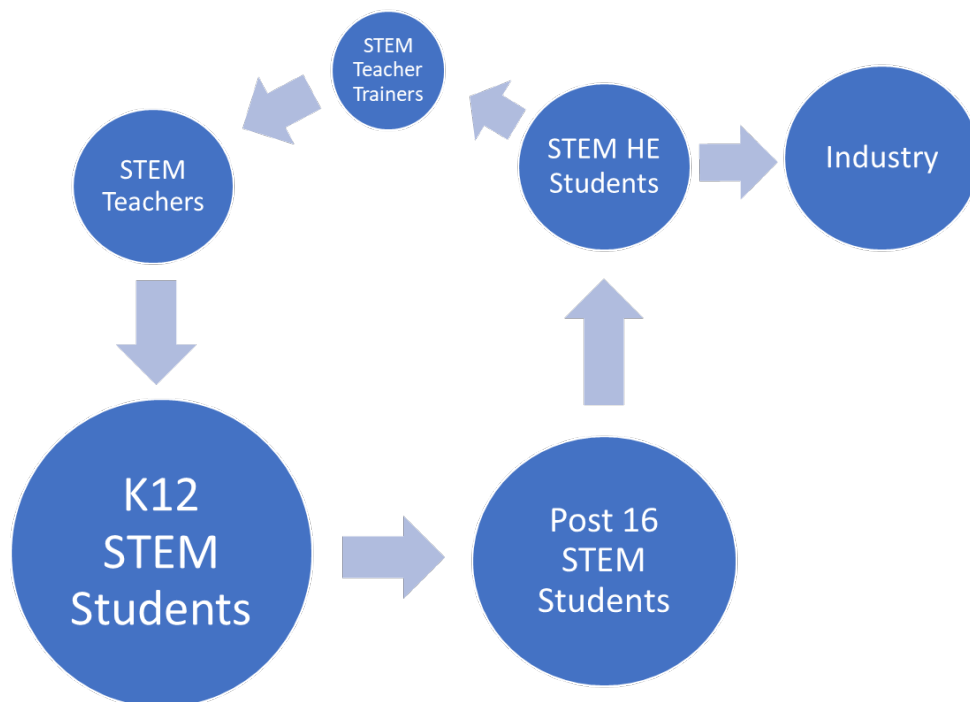 STEM
Teacher
Trainers
STEM HE
Students
Industry
STEM
Teachers
K12
STEM
Students
Post 16
STEM
Students